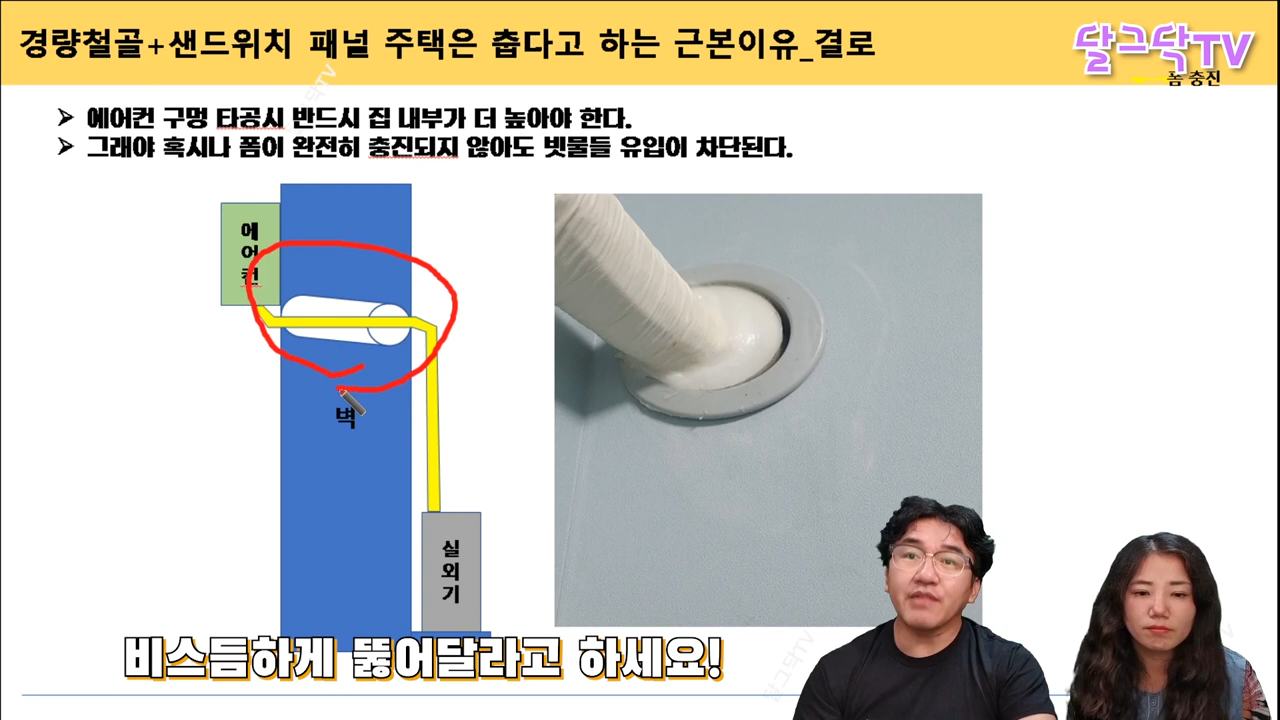 경량철골+샌드위치 패널 주택은 춥다고 하는 근본이유_결로
달그닥TV
폼 충진
에어컨 구멍 타공시 반드시 집 내부가 더 높아야 한다.
그래야 혹시나 폼이 완전히 충진되지 않아도 빗물들 유입이 차단된다.
에어컨
벽
실외기
비스듬하게 뚫어달라고 하세요!
달그닥TV